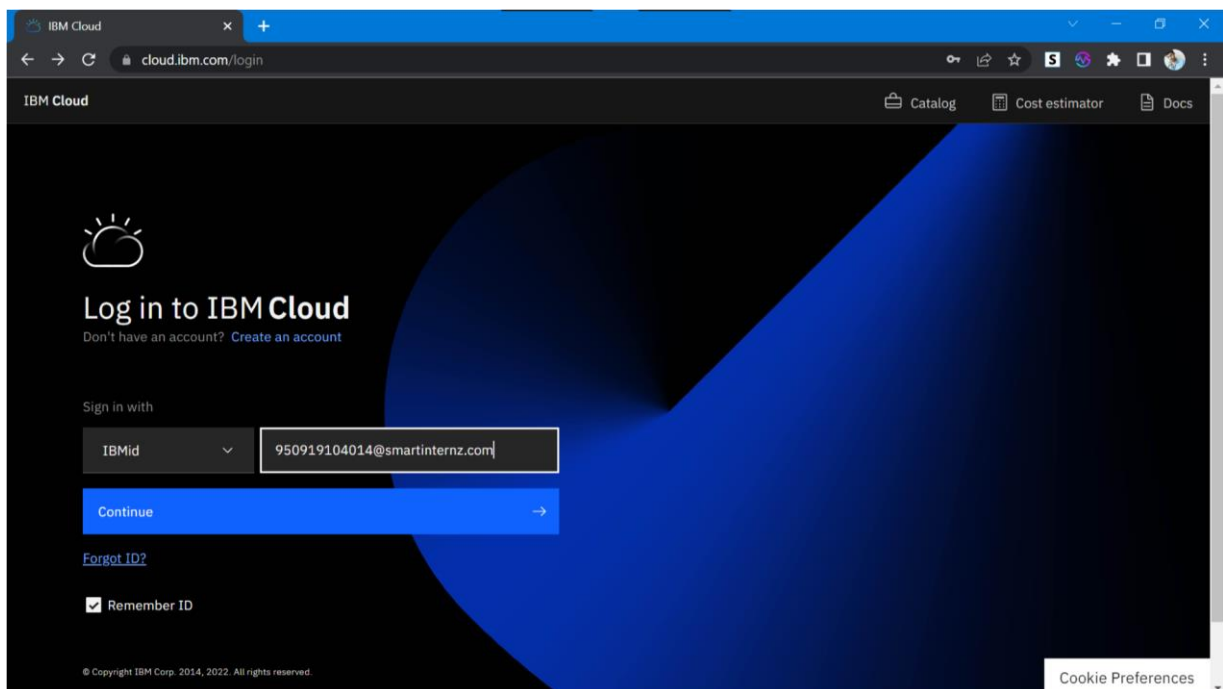 IBM Cloud
cloud.ibm.com/login
IBM Cloud
Catalog
Cost estimator
Docs
Log in to IBM Cloud
Don't have an account? Create an account
Sign in with
IBMid
950919104014@smartinternz.com
Continue
Forgot ID?
Remember ID
© Copyright IBM Corp. 2014, 2022. All rights reserved.
Cookie Preferences